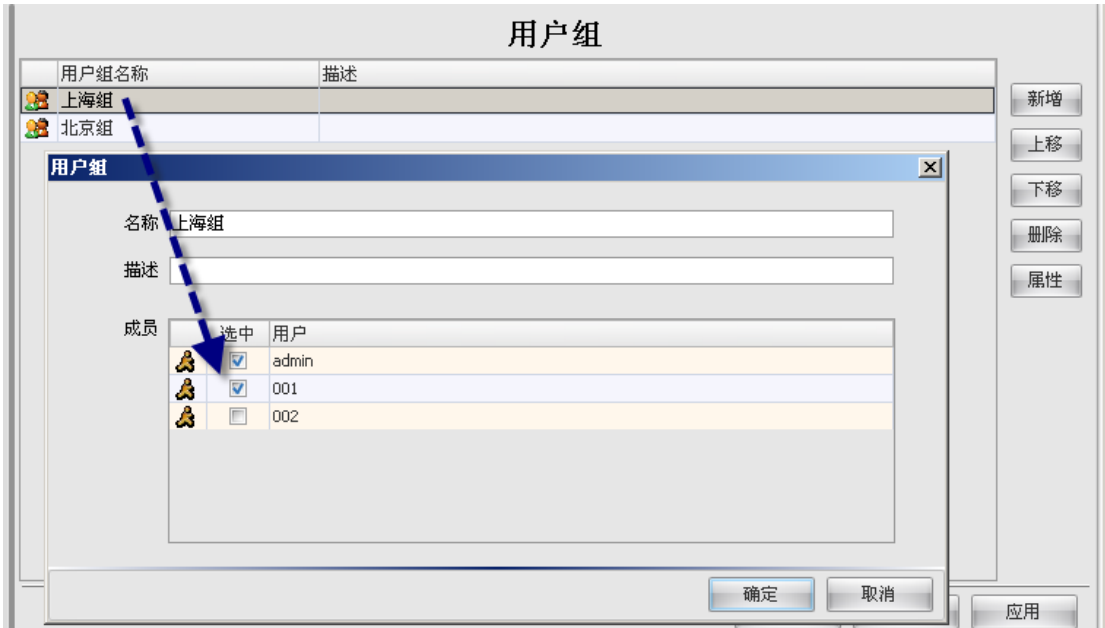 用户组
用户组名称 描述
上海组
北京组
新增
上移
下移
删除
属性
用户组
名称 上海组
描述
成员
选中 用户
admin
001
002
确定 取消
应用